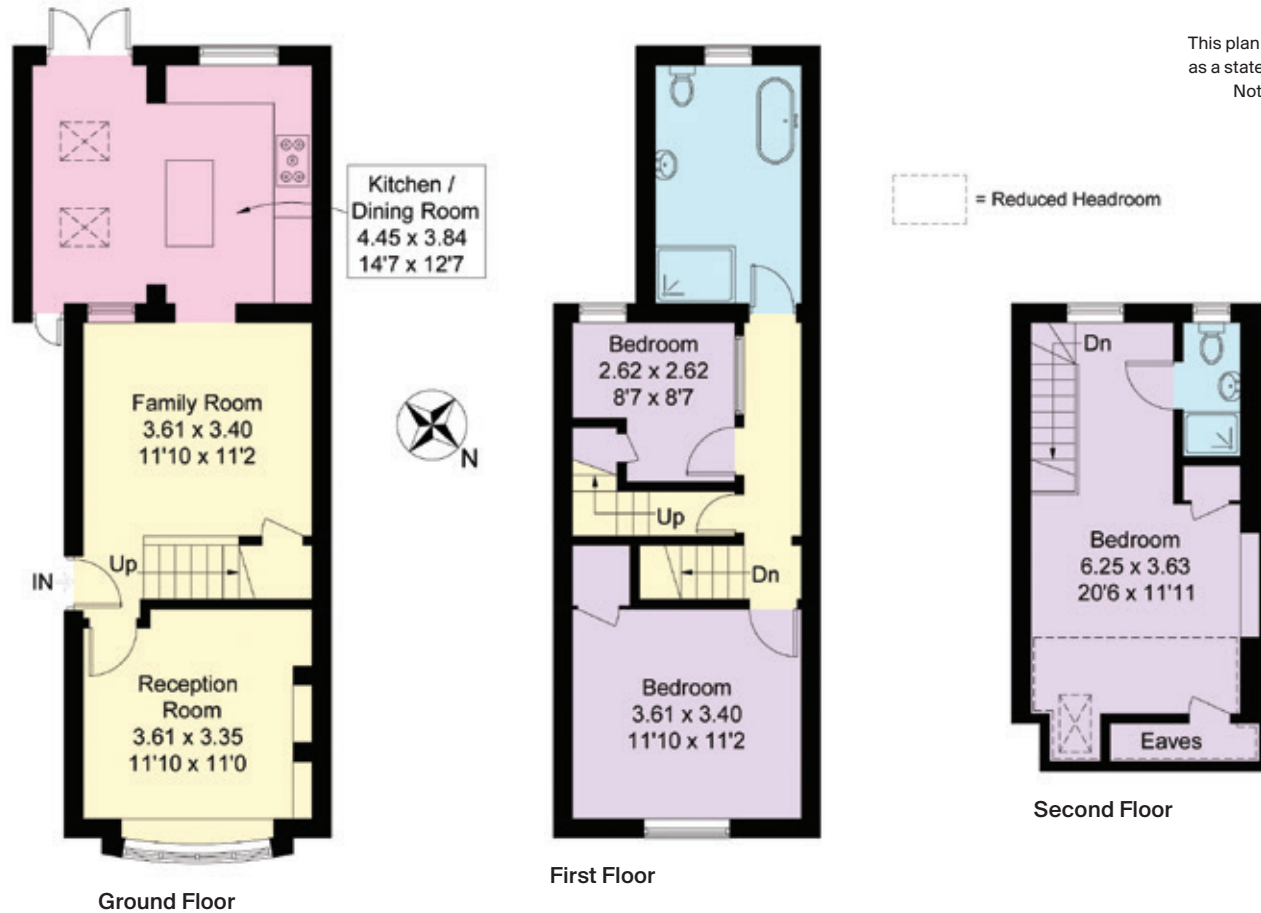 This plan
as a state
Not
Kitchen /
Dining Room
4.45 x 3.84
14'7 x 12'7
= Reduced Headroom
Family Room
3.61 x 3.40
11'10 x 11'2
N
IN
Up
Reception
Room
3.61 x 3.35
11'10 x 11'0
Ground Floor
Bedroom
2.62 x 2.62
8'7 x 8'7
Up
Dn
Bedroom
3.61 x 3.40
11'10 x 11'2
First Floor
Dn
Bedroom
6.25 x 3.63
20'6 x 11'11
Eaves
Second Floor